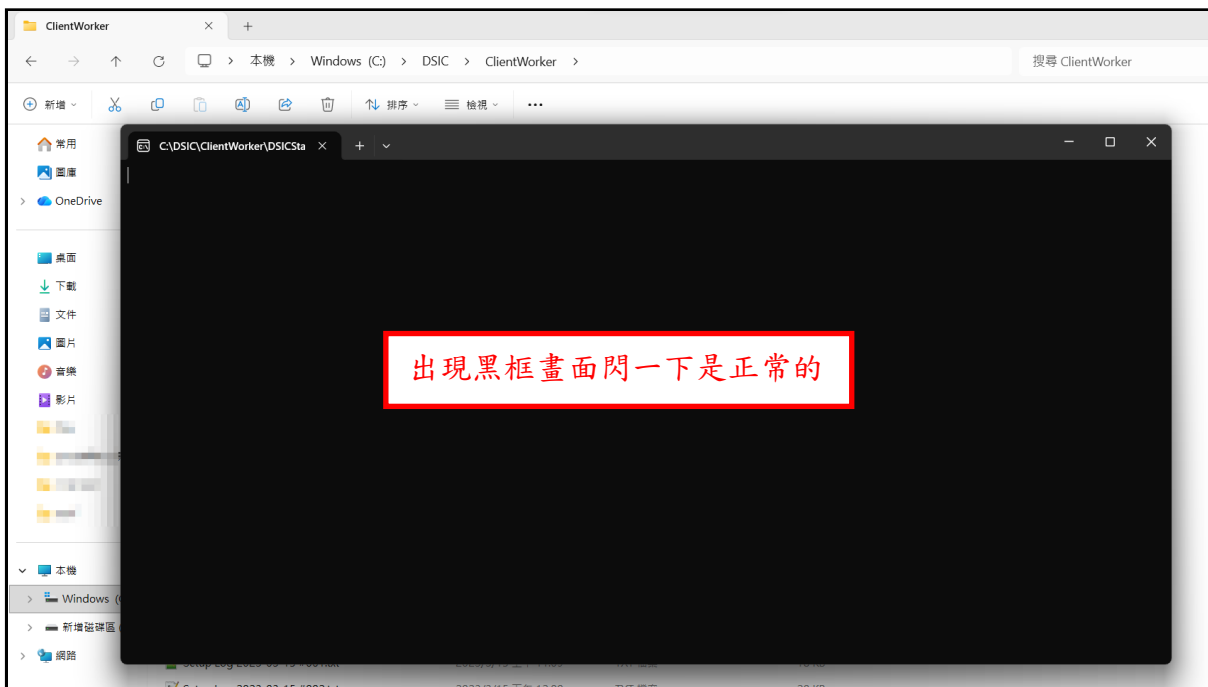 ClientWorker
本機 > Windows (C:) > DSIC > ClientWorker >
搜尋 ClientWorker
新增
排序
檢視
常用
圖庫
OneDrive
C:\DSIC\ClientWorker\DSICSta
桌面
下載
文件
圖片
音樂
影片
出現黑框畫面閃一下是正常的
本機
Windows (
新增磁碟區
網路